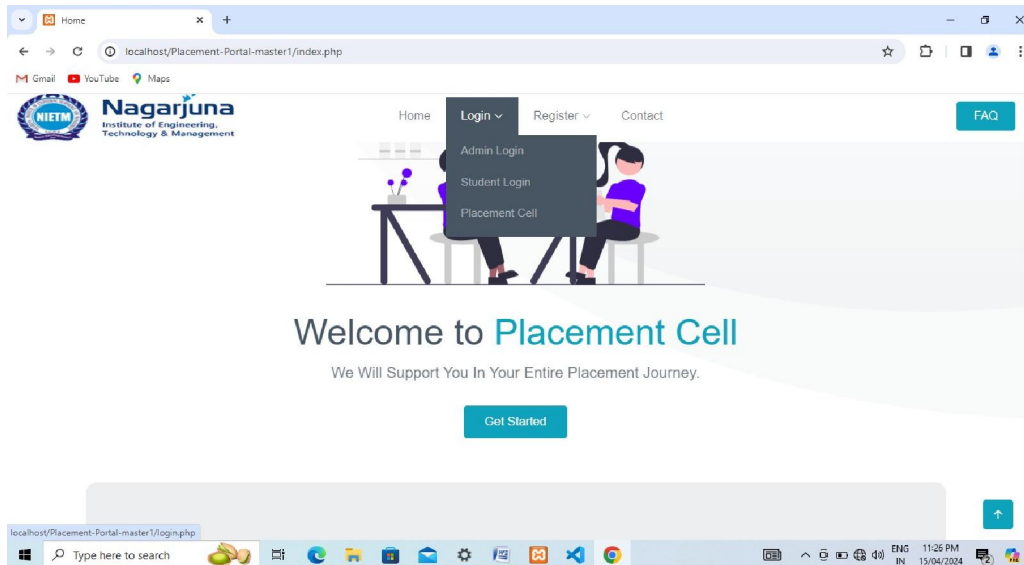 Home
localhost/Placement-Portal-master1/index.php
Gmail YouTube Maps
NIETM
Nagarjuna
Institute of Engineering,
Technology & Management
Home Login Register Contact FAQ
Admin Login
Student Login
Placement Cell
Welcome to Placement Cell
We Will Support You In Your Entire Placement Journey.
Get Started
localhost/Placement-Portal-master1/login.php
Type here to search
ENG 11:26 PM
IN 15/04/2024